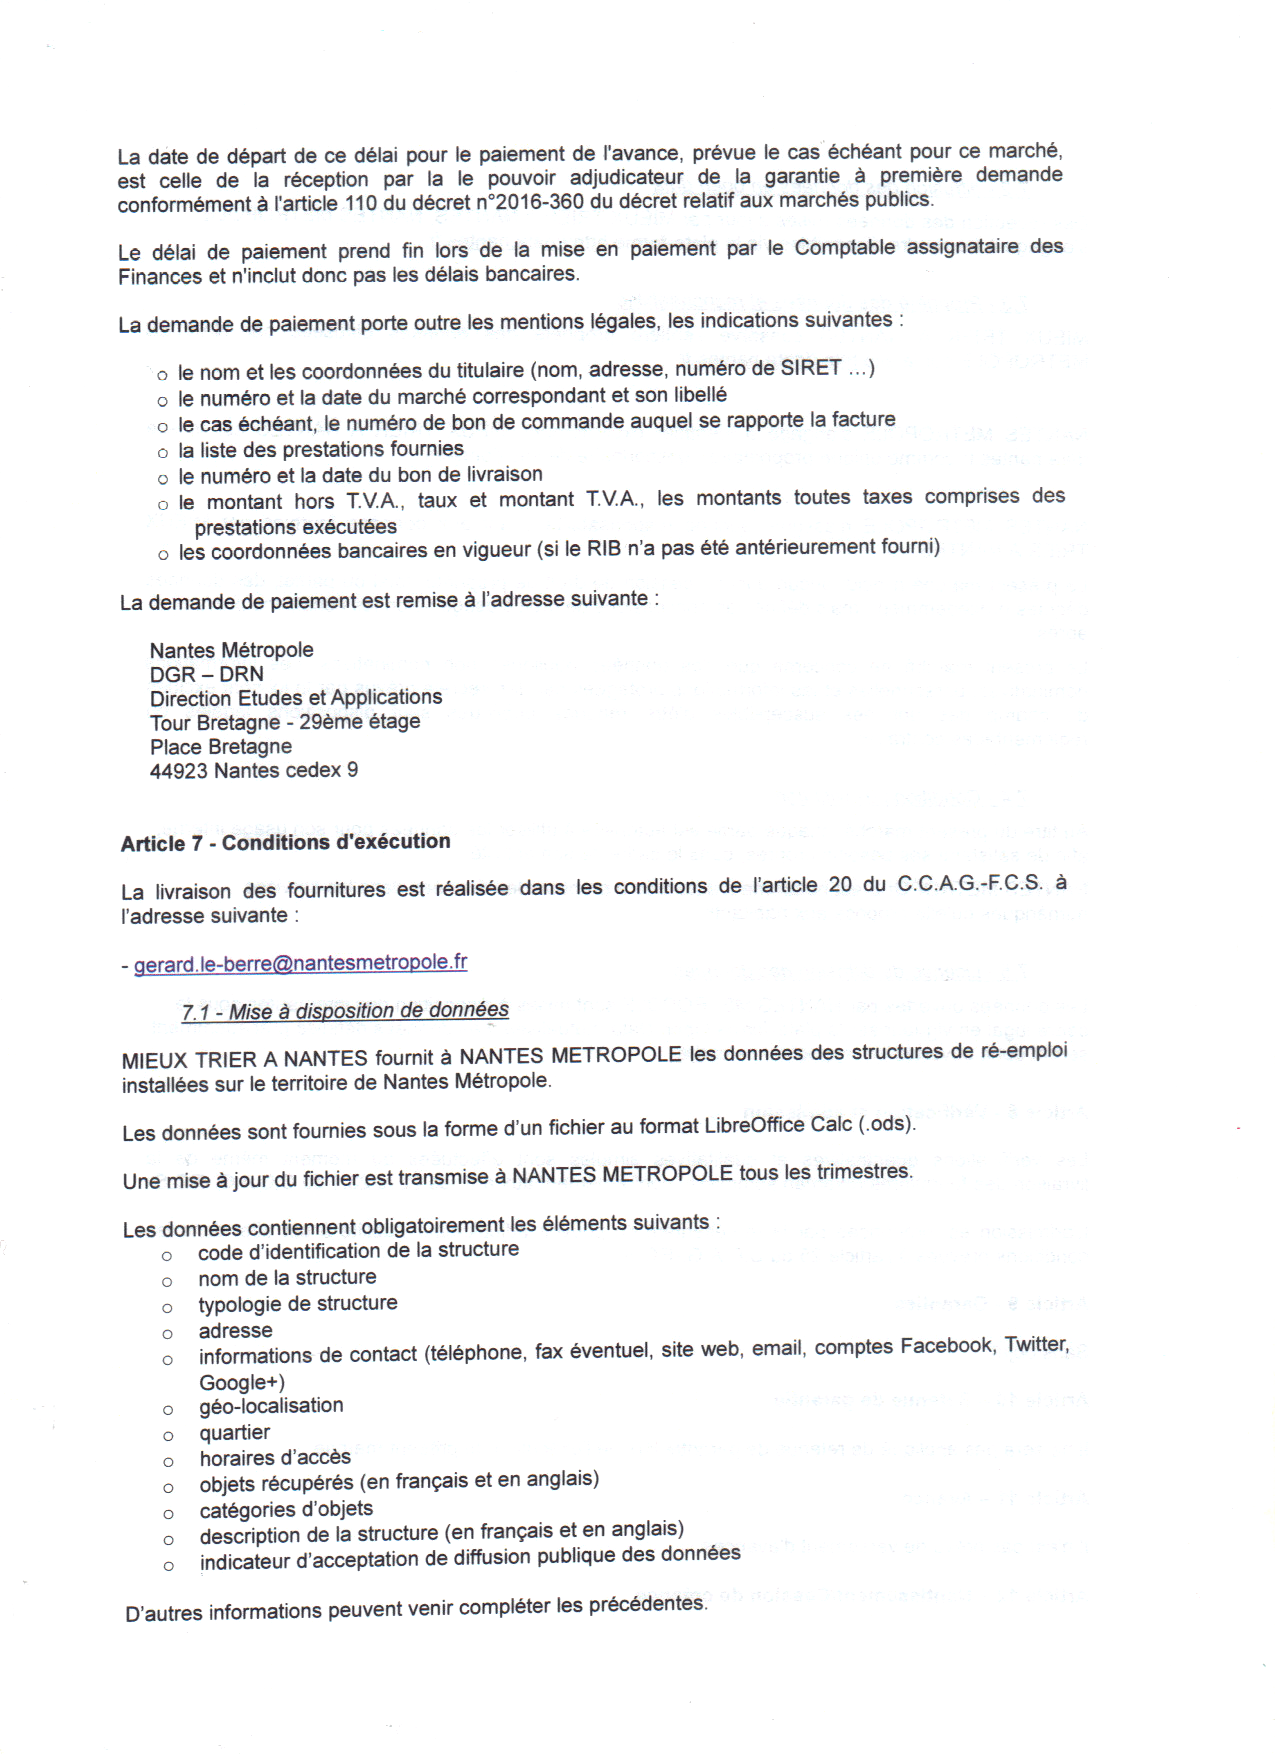 La date de départ de ce délai pour le paiement de l'avance, prévue le cas échéant pour ce marché,
est celle de la réception par la le pouvoir adjudicateur de la garantie à première demande
conformément à l'article 110 du décret n°2016-360 du décret relatif aux marchés publics.
Le délai de paiement prend fin lors de la mise en paiement par le Comptable assignataire des
Finances et n'inclut donc pas les délais bancaires.
La demande de paiement porte outre les mentions légales, les indications suivantes :
o le nom et les coordonnées du titulaire (nom, adresse, numéro de SIRET ...)
o le numéro et la date du marché correspondant et son libellé
o le cas échéant, le numéro de bon de commande auquel se rapporte la facture
o la liste des prestations fournies
o le numéro et la date du bon de livraison
o le montant hors T.V.A., taux et montant T.V.A., les montants toutes taxes comprises des
prestations exécutées
o les coordonnées bancaires en vigueur (si le RIB n'a pas été antérieurement fourni)
La demande de paiement est remise à l'adresse suivante :
Nantes Métropole
DGR – DRN
Direction Etudes et Applications
Tour Bretagne - 29ème étage
Place Bretagne
44923 Nantes cedex 9
Article 7 - Conditions d'exécution
La livraison des fournitures est réalisée dans les conditions de l'article 20 du C.C.A.G.-F.C.S. à
l'adresse suivante :
- gerard.le-berre@nantesmetropole.fr
7.1 - Mise à disposition de données
MIEUX TRIER A NANTES fournit à NANTES METROPOLE les données des structures de ré-emploi
installées sur le territoire de Nantes Métropole.
Les données sont fournies sous la forme d'un fichier au format LibreOffice Calc (.ods).
Une mise à jour du fichier est transmise à NANTES METROPOLE tous les trimestres.
Les données contiennent obligatoirement les éléments suivants :
o code d'identification de la structure
o nom de la structure
o typologie de structure
o adresse
o informations de contact (téléphone, fax éventuel, site web, email, comptes Facebook, Twitter,
Google+)
o géo-localisation
o quartier
o horaires d'accès
o objets récupérés (en français et en anglais)
o catégories d'objets
o description de la structure (en français et en anglais)
o indicateur d'acceptation de diffusion publique des données
D'autres informations peuvent venir compléter les précédentes.